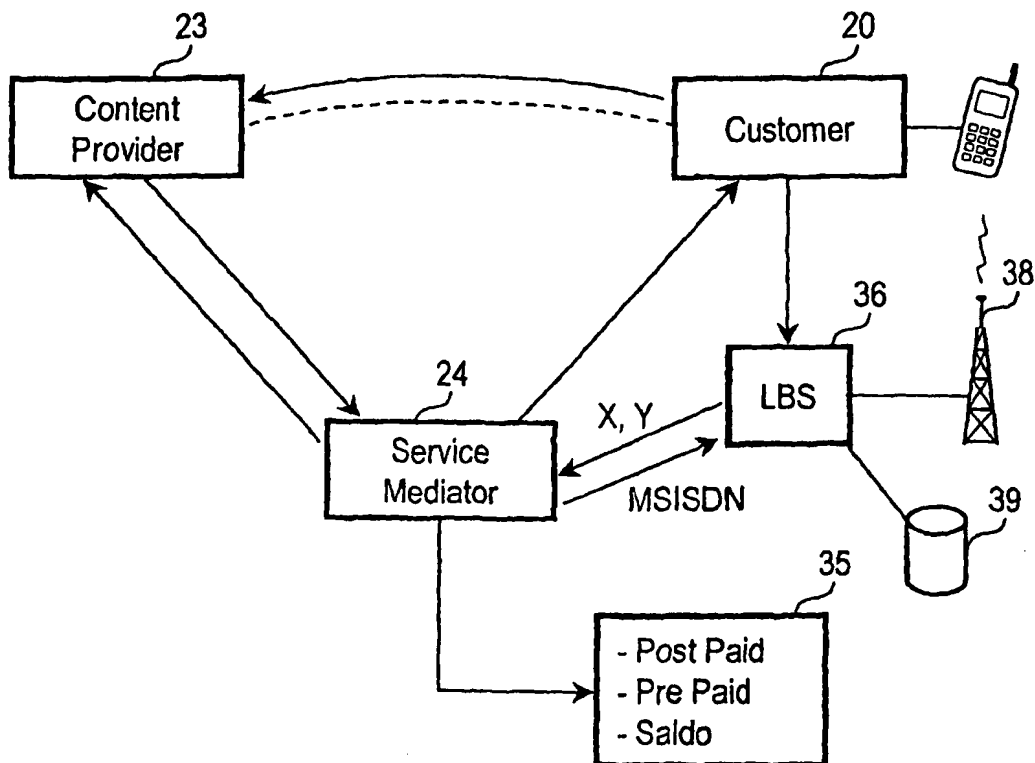 23
20
Content
Provider
Customer
38
36
24
LBS
X, Y
Service
Mediator
MSISDN
39
35
- Post Paid
- Pre Paid
- Saldo